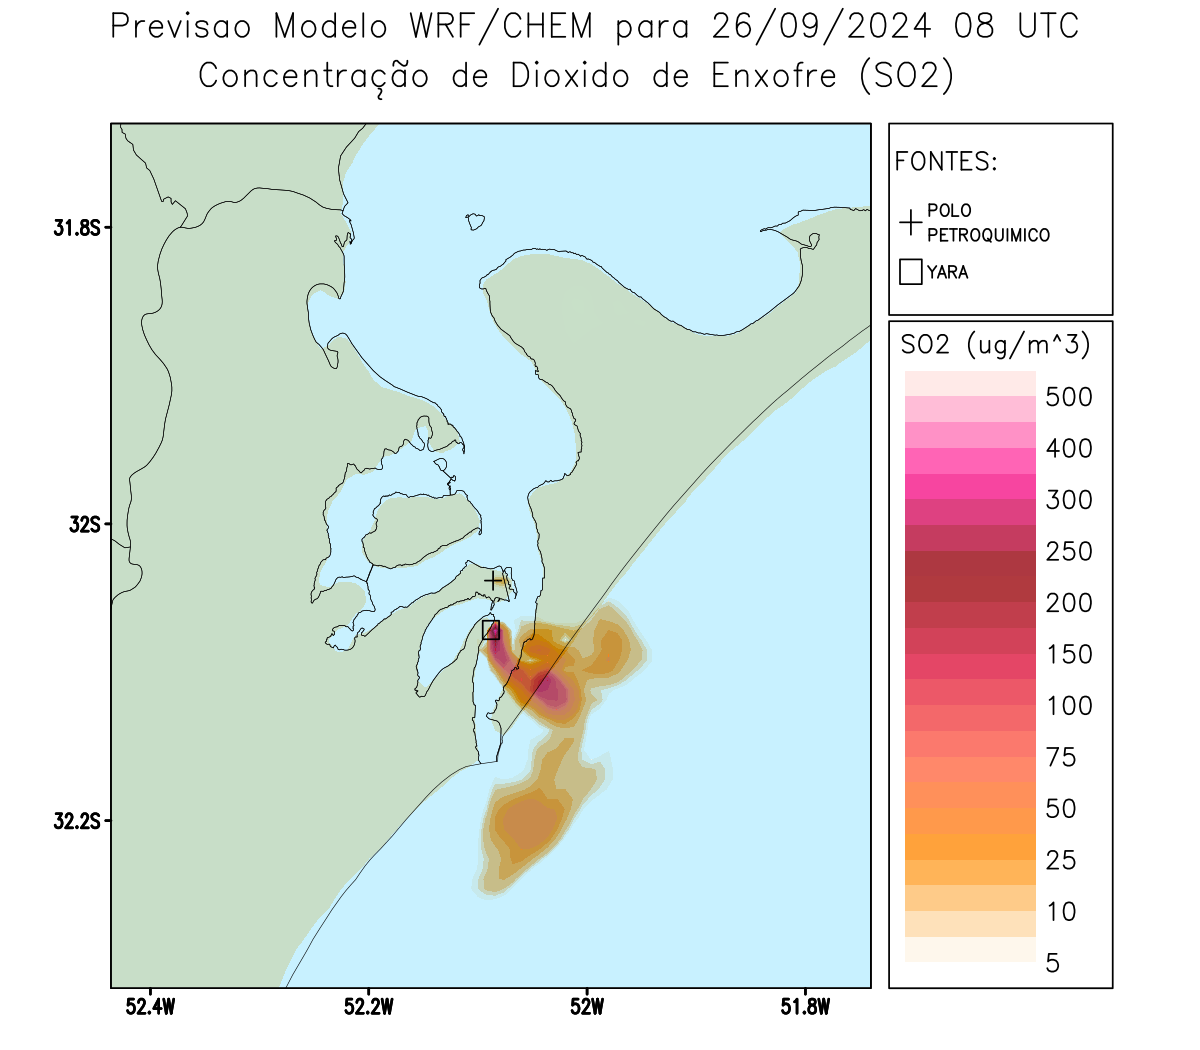 Previsao Modelo WRF/CHEM para 26/09/2024 08 UTC
Concentração de Dioxido de Enxofre (SO2)
FONTES:
POLO
PETROQUIMICO
YARA
SO2 (ug/m^3)
500
400
300
250
200
150
100
75
50
25
10
5
31.8S
32S
32.2S
52.4W
52.2W
52W
51.8W